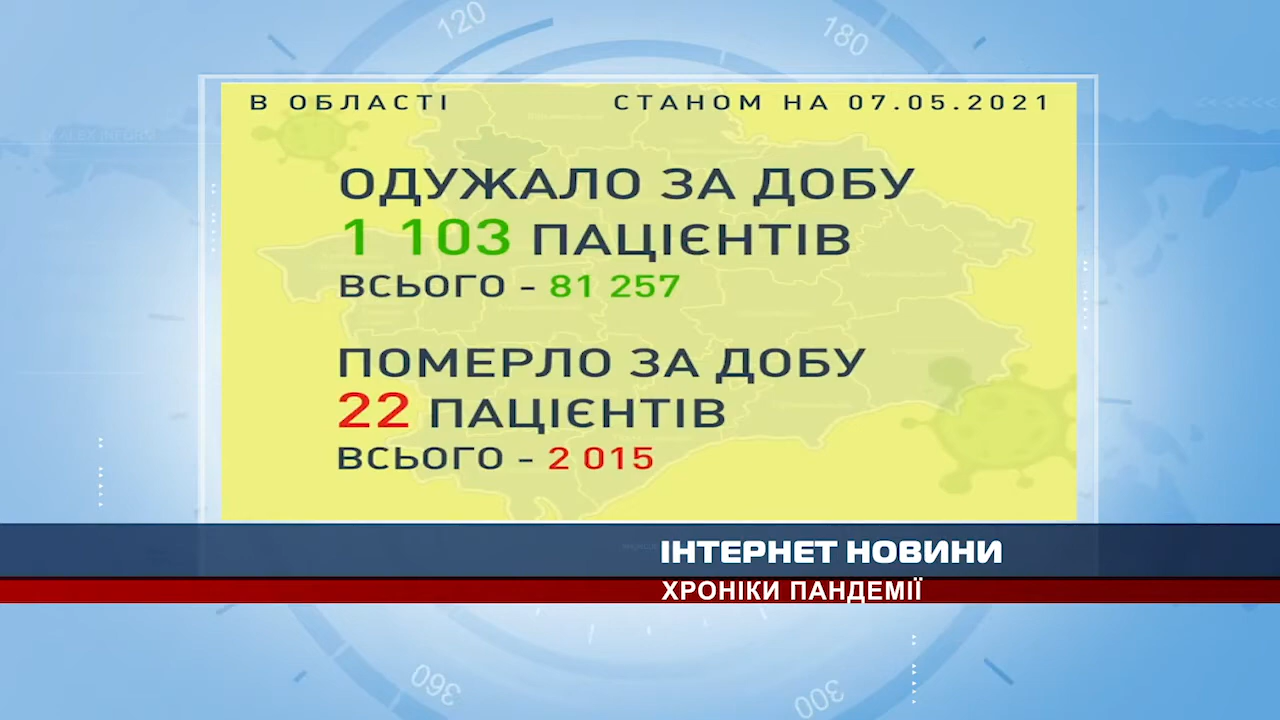 120
180
В ОБЛАСТІ
СТАНОМ НА 07.05.2021
ОДУЖАЛО ЗА ДОБУ
1 103 ПАЦІЄНТІВ
ВСЬОГО - 81 257
ПОМЕРЛО ЗА ДОБУ
22 ПАЦІЄНТІВ
ВСЬОГО - 2 015
ІНТЕРНЕТ НОВИНИ
ХРОНІКИ ПАНДЕМІЇ
360
300